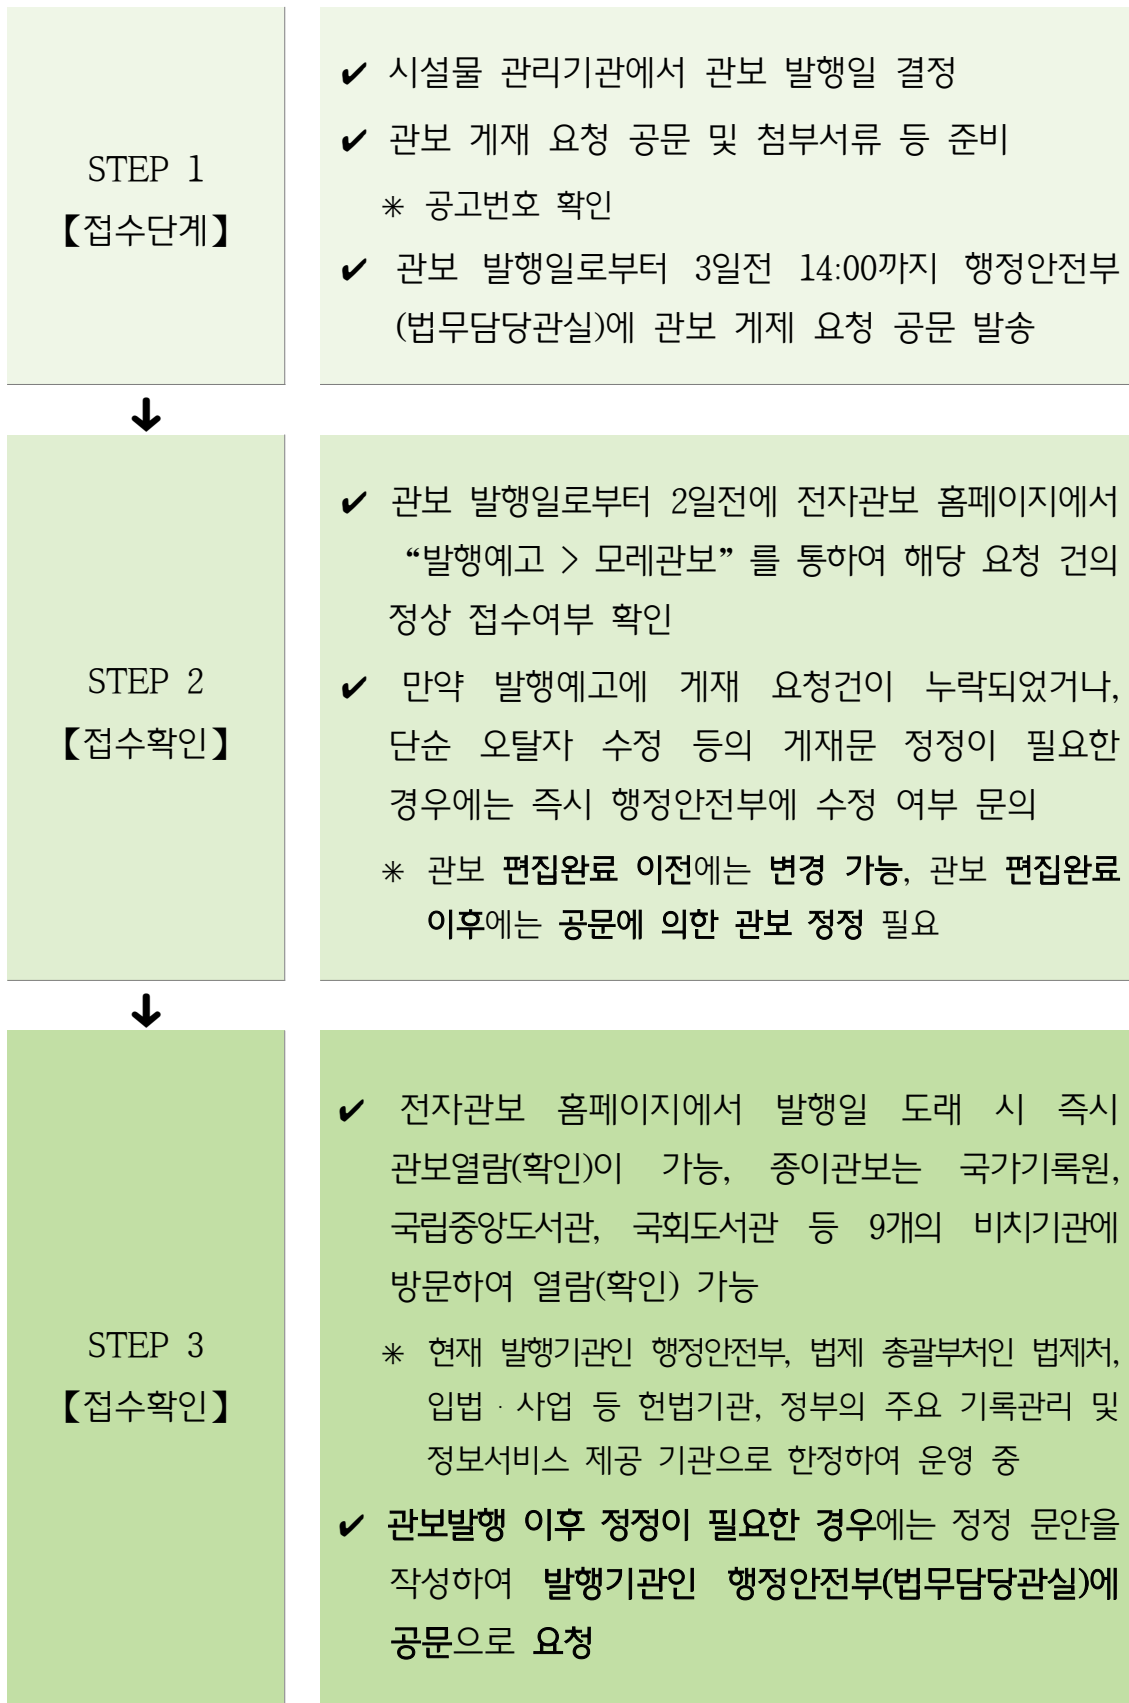 STEP 1
【접수단계】
✔ 시설물 관리기관에서 관보 발행일 결정
✔ 관보 게재 요청 공문 및 첨부서류 등 준비
✳ 공고번호 확인
✔ 관보 발행일로부터 3일전 14:00까지 행정안전부
(법무담당관실)에 관보 게제 요청 공문 발송
STEP 2
【접수확인】
✔ 관보 발행일로부터 2일전에 전자관보 홈페이지에서
“발행예고 > 모레관보”를 통하여 해당 요청 건의
정상 접수여부 확인
✔ 만약 발행예고에 게재 요청건이 누락되었거나,
단순 오탈자 수정 등의 게재문 정정이 필요한
경우에는 즉시 행정안전부에 수정 여부 문의
✳ 관보 편집완료 이전에는 변경 가능, 관보 편집완료
이후에는 공문에 의한 관보 정정 필요
STEP 3
【접수확인】
✔ 전자관보 홈페이지에서 발행일 도래 시 즉시
관보열람(확인)이 가능, 종이관보는 국가기록원,
국립중앙도서관, 국회도서관 등 9개의 비치기관에
방문하여 열람(확인) 가능
✳ 현재 발행기관인 행정안전부, 법제 총괄부처인 법제처,
입법·사업 등 헌법기관, 정부의 주요 기록관리 및
정보서비스 제공 기관으로 한정하여 운영 중
✔ 관보발행 이후 정정이 필요한 경우에는 정정 문안을
작성하여 발행기관인 행정안전부(법무담당관실)에
공문으로 요청